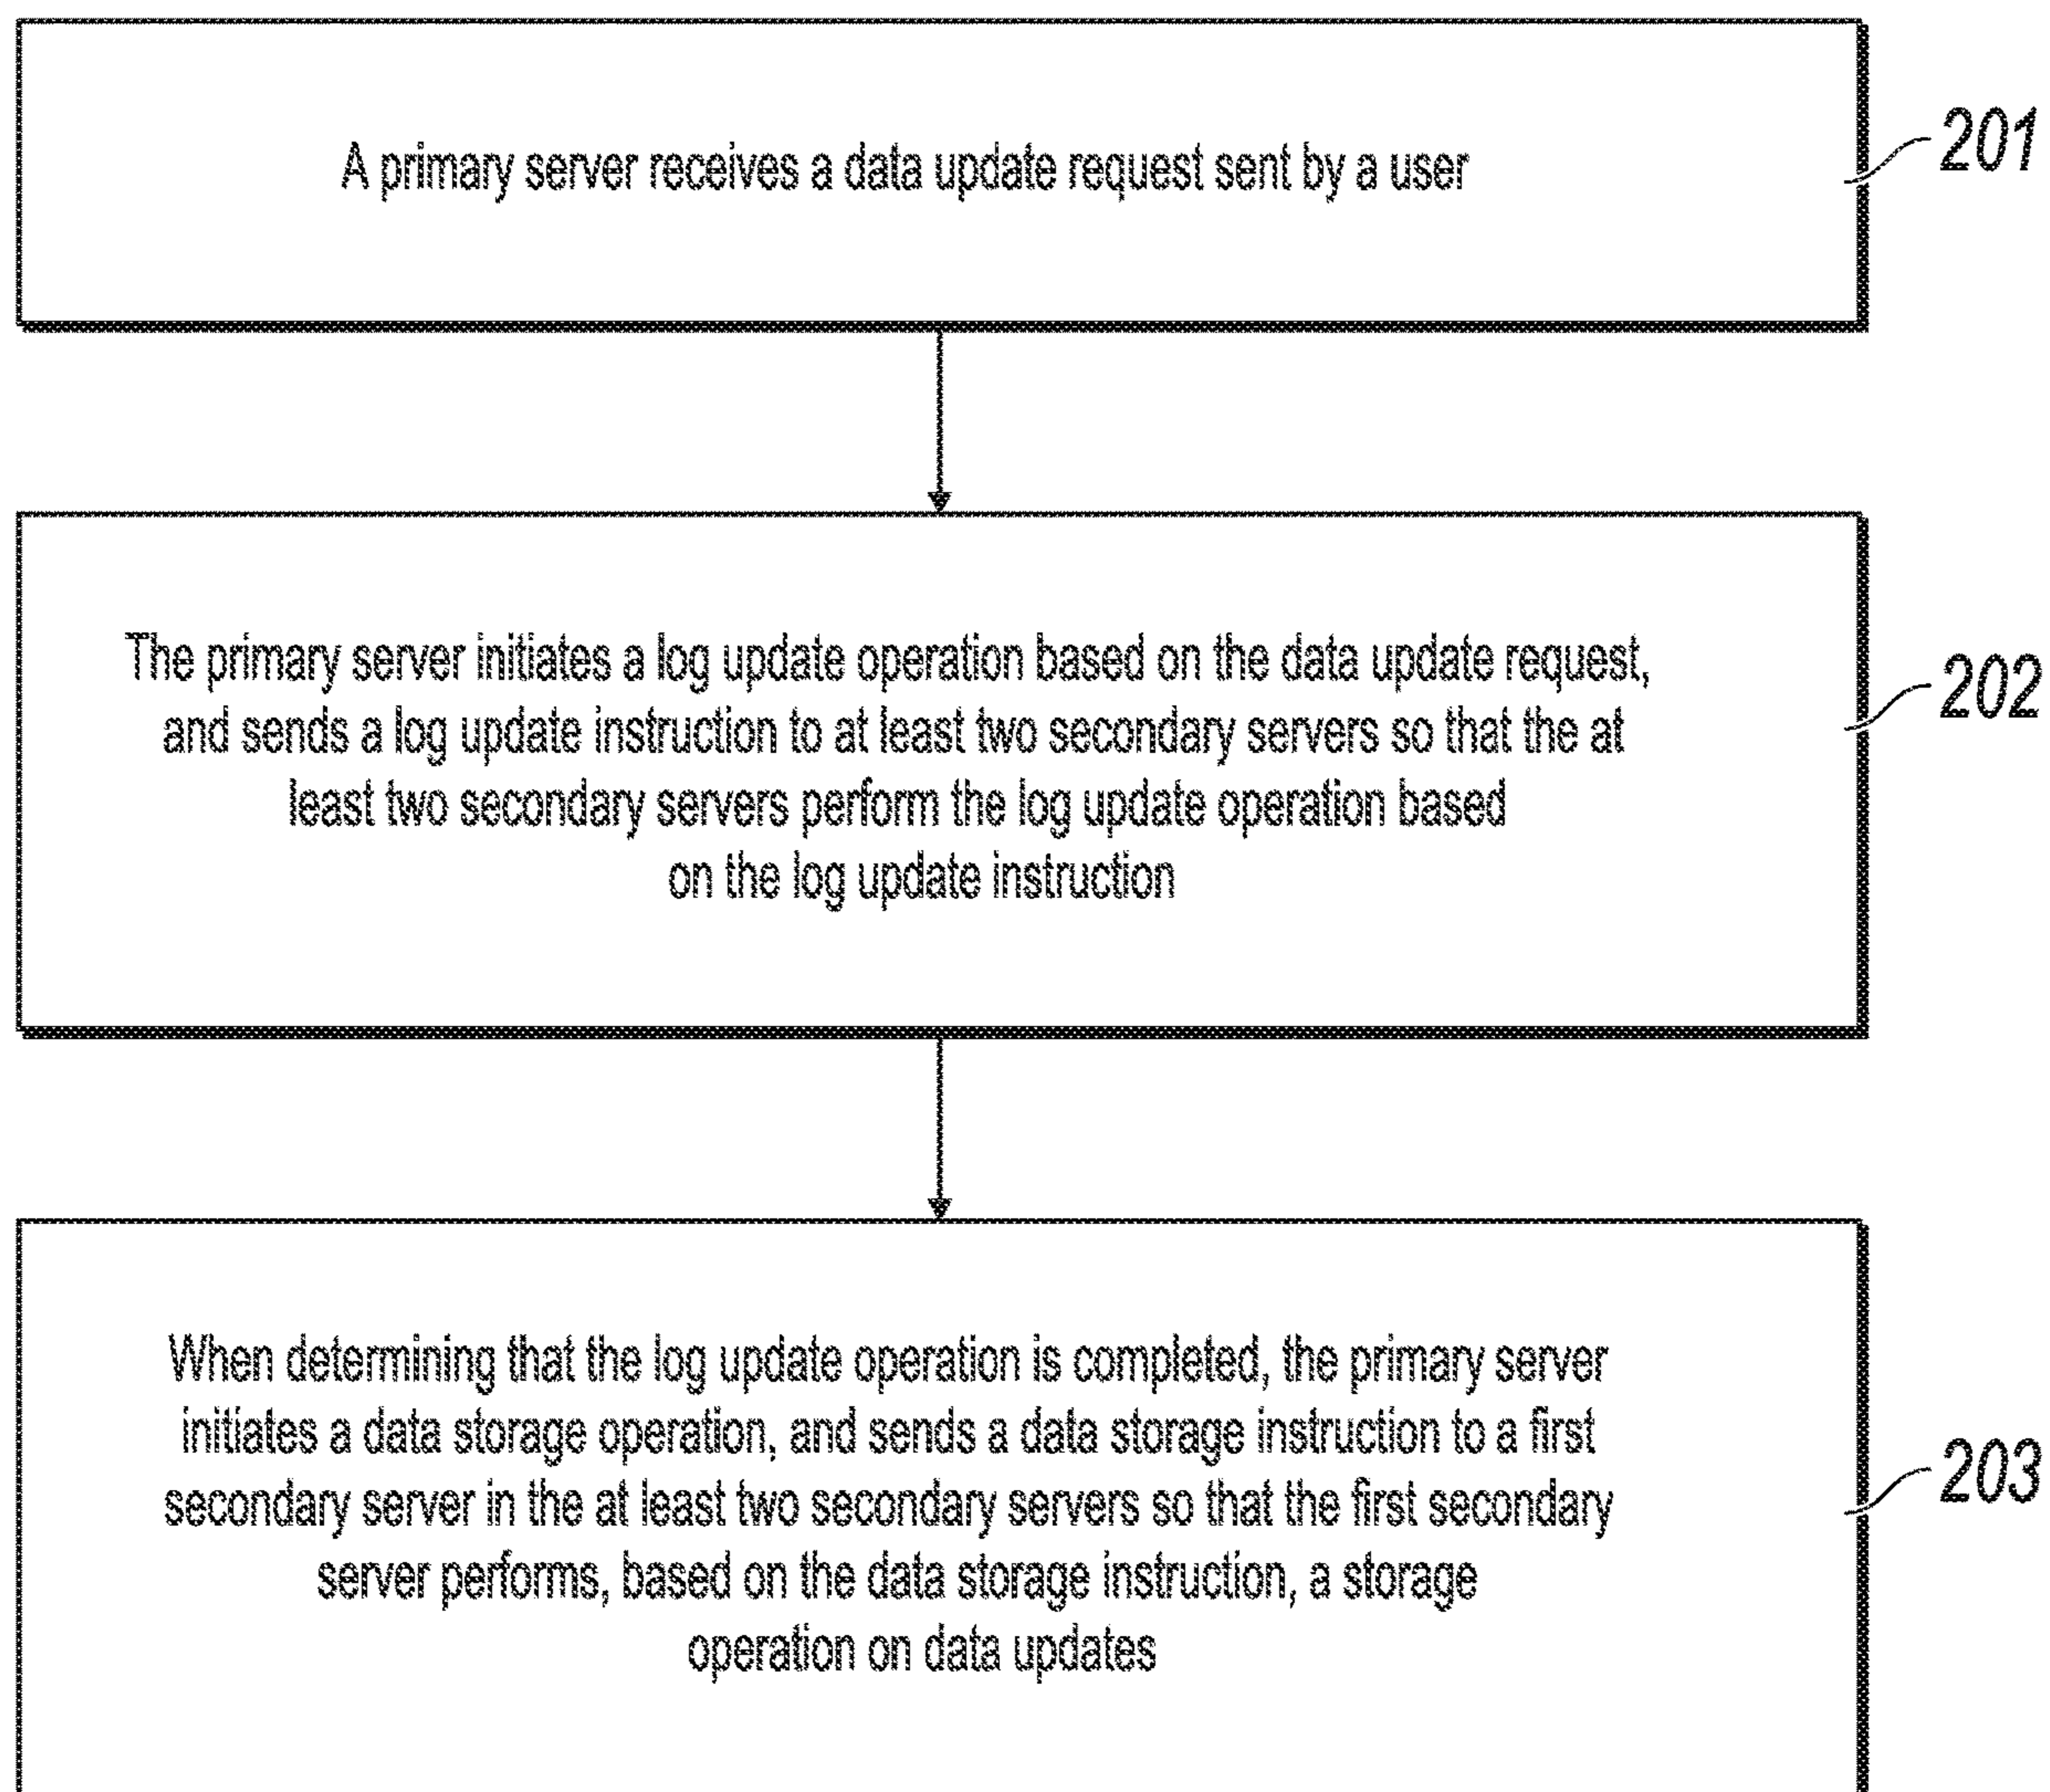 A primary server receives a data update request sent by a user
201
The primary server initiates a log update operation based on the data update request,
and sends a log update instruction to at least two secondary servers so that the at
least two secondary servers perform the log update operation based
on the log update instruction
202
When determining that the log update operation is completed, the primary server
initiates a data storage operation, and sends a data storage instruction to a first
secondary server in the at least two secondary servers so that the first secondary
server performs, based on the data storage instruction, a storage
operation on data updates
203